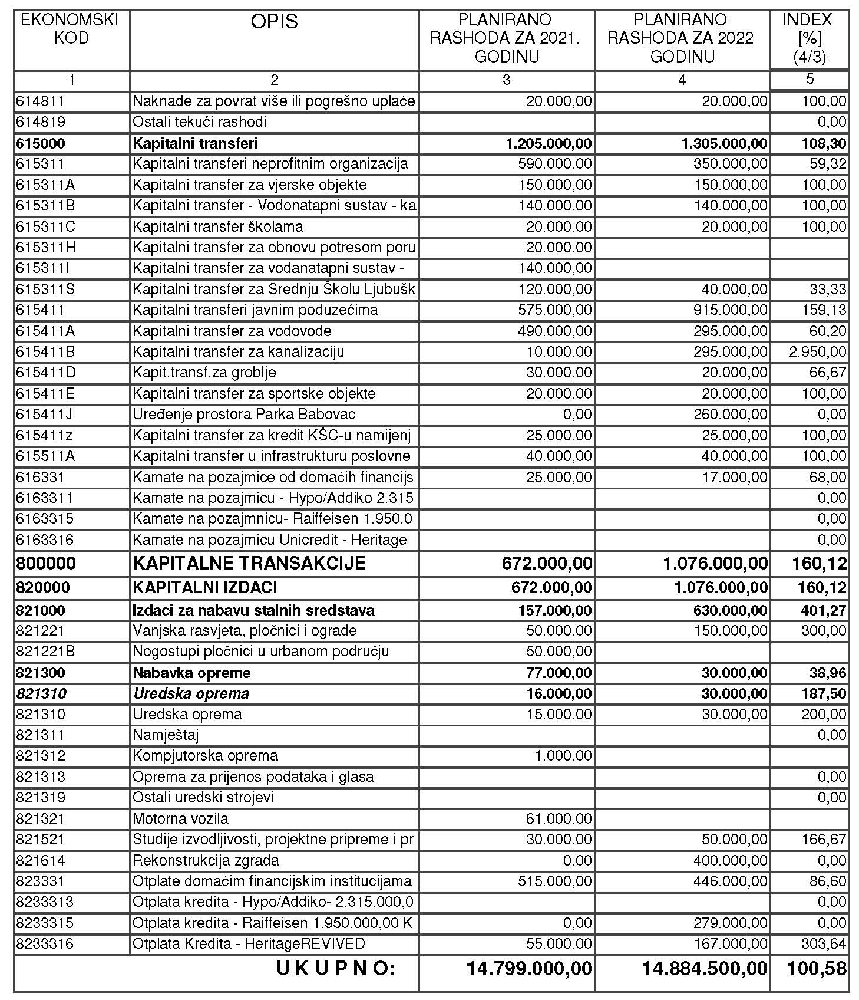 EKONOMSKI KOD OPIS PLANIRANO RASHODA ZA 2021. GODINU PLANIRANO RASHODA ZA 2022 GODINU INDEX [%] (4/3)
1 2 3 4 5
614811 Naknade za povrat više ili pogrešno uplaće 20.000,00 20.000,00 100,00
614819 Ostali tekući rashodi 0,00
615000 Kapitalni transferi 1.205.000,00 1.305.000,00 108,30
615311 Kapitalni transferi neprofitnim organizacija 590.000,00 350.000,00 59,32
615311A Kapitalni transfer za vjerske objekte 150.000,00 150.000,00 100,00
615311B Kapitalni transfer - Vodonatapni sustav - ka 140.000,00 140.000,00 100,00
615311C Kapitalni transfer školama 20.000,00 20.000,00 100,00
615311H Kapitalni transfer za obnovu potresom poru 20.000,00
615311I Kapitalni transfer za vodanatapni sustav - 140.000,00
615311S Kapitalni transfer za Srednju Školu Ljubušk 120.000,00 40.000,00 33,33
615411 Kapitalni transferi javnim poduzećima 575.000,00 915.000,00 159,13
615411A Kapitalni transfer za vodovode 490.000,00 295.000,00 60,20
615411B Kapitalni transfer za kanalizaciju 10.000,00 295.000,00 2.950,00
615411D Kapit.transf.za groblje 30.000,00 20.000,00 66,67
615411E Kapitalni transfer za sportske objekte 20.000,00 20.000,00 100,00
615411J Uređenje prostora Parka Babovac 0,00 260.000,00 0,00
615411z Kapitalni transfer za kredit KŠC-u namijenj 25.000,00 25.000,00 100,00
615511A Kapitalni transfer u infrastrukturu poslovne 40.000,00 40.000,00 100,00
616331 Kamate na pozajmice od domaćih financijs 25.000,00 17.000,00 68,00
6163311 Kamate na pozajmicu - Hypo/Addiko 2.315 0,00
6163315 Kamate na pozajmnicu- Raiffeisen 1.950.0 0,00
6163316 Kamate na pozajmicu Unicredit - Heritage 0,00
800000 KAPITALNE TRANSAKCIJE 672.000,00 1.076.000,00 160,12
820000 KAPITALNI IZDACI 672.000,00 1.076.000,00 160,12
821000 Izdaci za nabavu stalnih sredstava 157.000,00 630.000,00 401,27
821221 Vanjska rasvjeta, pločnici i ograde 50.000,00 150.000,00 300,00
821221B Nogostupi pločnici u urbanom području 50.000,00
821300 Nabavka opreme 77.000,00 30.000,00 38,96
821310 Uredska oprema 16.000,00 30.000,00 187,50
821310 Uredska oprema 15.000,00 30.000,00 200,00
821311 Namještaj 0,00
821312 Kompjutorska oprema 1.000,00
821313 Oprema za prijenos podataka i glasa 0,00
821319 Ostali uredski strojevi 0,00
821321 Motorna vozila 61.000,00
821521 Studije izvodljivosti, projektne pripreme i pr 30.000,00 50.000,00 166,67
821614 Rekonstrukcija zgrada 0,00 400.000,00 0,00
823331 Otplate domaćim financijskim institucijama 515.000,00 446.000,00 86,60
8233313 Otplata kredita - Hypo/Addiko- 2.315.000,0 0,00
8233315 Otplata kredita - Raiffeisen 1.950.000,00 K 0,00 279.000,00 0,00
8233316 Otplata Kredita - HeritageREVIVED 55.000,00 167.000,00 303,64
U K U P N O: 14.799.000,00 14.884.500,00 100,58